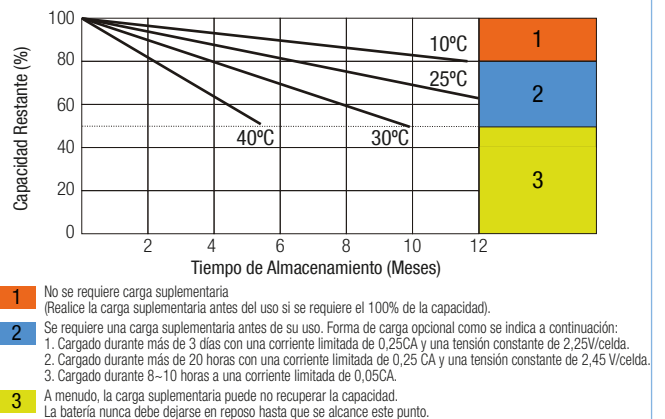 100
80
60
40
20
0
Capacidad Restante (%)
10ºC
25ºC
30ºC
40ºC
1
2
3
2 4 6 8 10 12
Tiempo de Almacenamiento (Meses)
1 No se requiere carga suplementaria
(Realice la carga suplementaria antes del uso si se requiere el 100% de la capacidad).
2 Se requiere una carga suplementaria antes de su uso. Forma de carga opcional como se indica a continuación:
1. Cargado durante más de 3 días con una corriente limitada de 0,25CA y una tensión constante de 2,25V/celda.
2. Cargado durante más de 20 horas con una corriente limitada de 0,25 CA y una tensión constante de 2,45 V/celda.
3. Cargado durante 8~10 horas a una corriente limitada de 0,05CA.
3 A menudo, la carga suplementaria puede no recuperar la capacidad.
La batería nunca debe dejarse en reposo hasta que se alcance este punto.